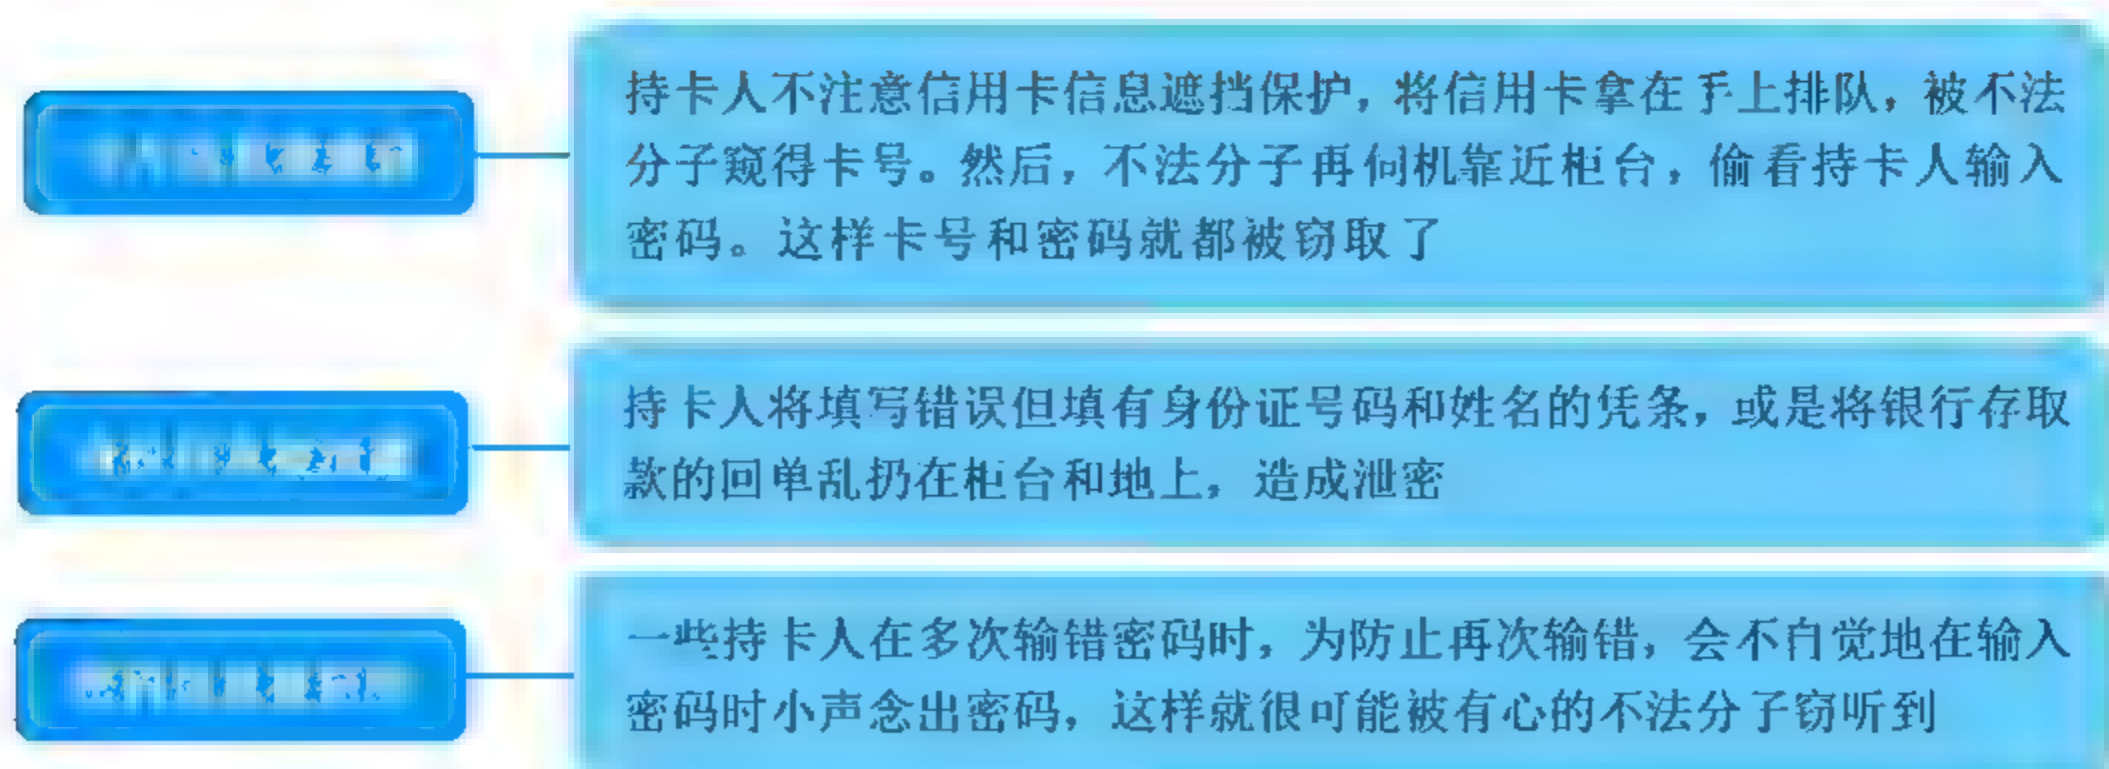 持卡人不注意信用卡信息遮挡保护，将信用卡拿在手上排队，被不法
分子窥得卡号。然后，不法分子再伺机靠近柜台，偷看持卡人输入
密码。这样卡号和密码就都被窃取了
持卡人将填写错误但填有身份证号码和姓名的凭条，或是将银行存取
款的回单乱扔在柜台和地上，造成泄密
一些持卡人在多次输错密码时，为防止再次输错，会不自觉地在输入
密码时小声念出密码，这样就很可能被有心的不法分子窃听到